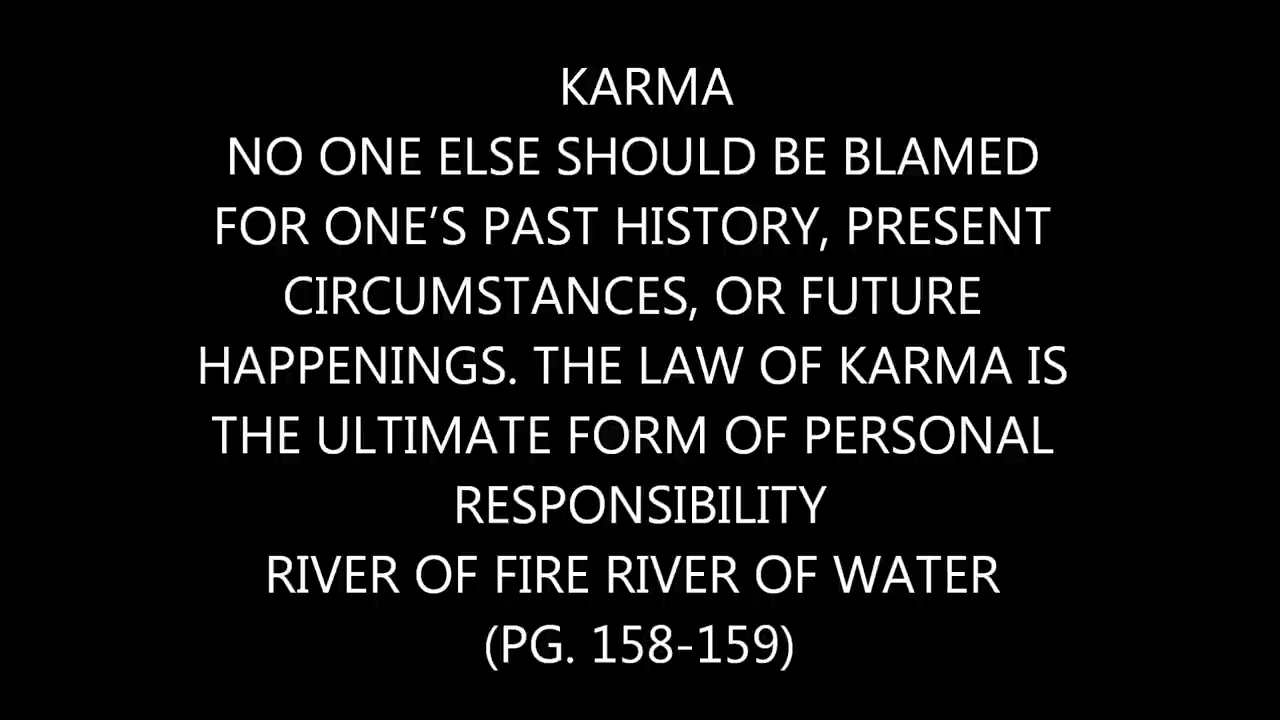 KARMA
NO ONE ELSE SHOULD BE BLAMED
FOR ONE’S PAST HISTORY, PRESENT
CIRCUMSTANCES, OR FUTURE
HAPPENINGS. THE LAW OF KARMA IS
THE ULTIMATE FORM OF PERSONAL
RESPONSIBILITY
RIVER OF FIRE RIVER OF WATER
(PG. 158-159)